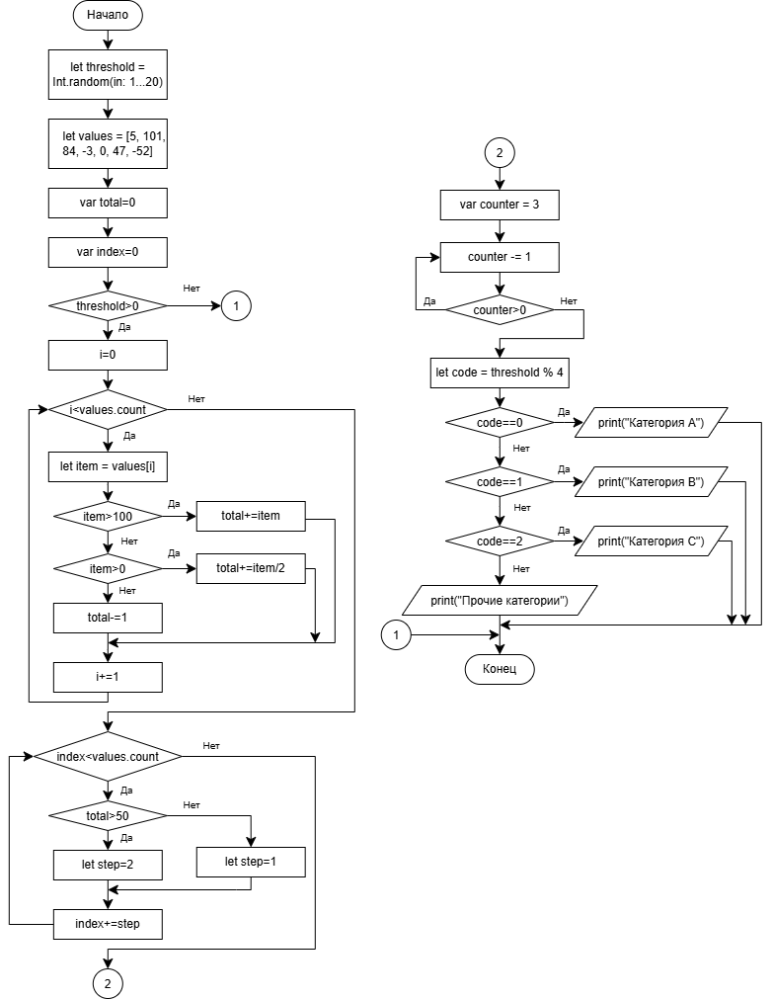 Начало
let threshold =
Int.random(in: 1...20)
let values = [5, 101,
84, -3, 0, 47, -52]
var total=0
var index=0
threshold>0
Нет
1
Да
i=0
i<values.count
Нет
Да
let item = values[i]
item>100
Да
total+=item
Нет
item>0
Да
total+=item/2
Нет
total-=1
i+=1
index<values.count
Нет
Да
total>50
Нет
Да
let step=2
let step=1
index+=step
2
2
var counter = 3
counter -= 1
Да
counter>0
Нет
let code = threshold % 4
code==0
Да
print("Категория A")
Нет
code==1
Да
print("Категория B")
Нет
code==2
Да
print("Категория C")
Нет
print("Прочие категории")
1
Конец